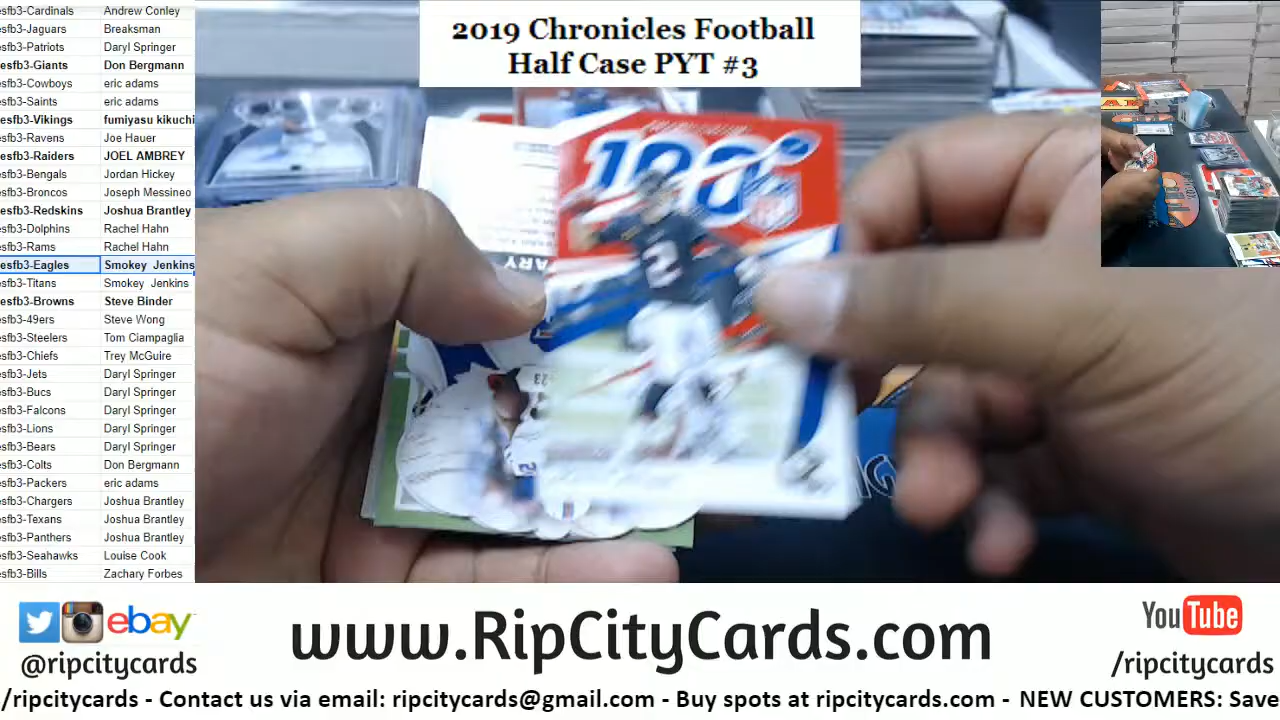 2019 Chronicles Football
Half Case PYT #3
esfb3-Cardinals Andrew Conley
esfb3-Jaguars Breaksman
esfb3-Patriots Daryl Springer
esfb3-Giants Don Bergmann
esfb3-Cowboys eric adams
esfb3-Saints eric adams
esfb3-Vikings fumiyasu kikuchi
esfb3-Ravens Joe Hauer
esfb3-Raiders JOEL AMBREY
esfb3-Bengals Jordan Hickey
esfb3-Broncos Joseph Messineo
esfb3-Redskins Joshua Brantley
esfb3-Dolphins Rachel Hahn
esfb3-Rams Rachel Hahn
esfb3-Eagles Smokey Jenkins
esfb3-Titans Smokey Jenkins
esfb3-Browns Steve Binder
esfb3-49ers Steve Wong
esfb3-Steelers Tom Ciampaglia
esfb3-Chiefs Trey McGuire
esfb3-Jets Daryl Springer
esfb3-Bucs Daryl Springer
esfb3-Falcons Daryl Springer
esfb3-Lions Daryl Springer
esfb3-Bears Daryl Springer
esfb3-Colts Don Bergmann
esfb3-Packers eric adams
esfb3-Chargers Joshua Brantley
esfb3-Texans Joshua Brantley
esfb3-Panthers Joshua Brantley
esfb3-Seahawks Louise Cook
esfb3-Bills Zachary Forbes
100
2
23
ebay
@ripcitycards
www.RipCityCards.com
YouTube
/ripcitycards
/ripcitycards - Contact us via email: ripcitycards@gmail.com - Buy spots at ripcitycards.com - NEW CUSTOMERS: Save